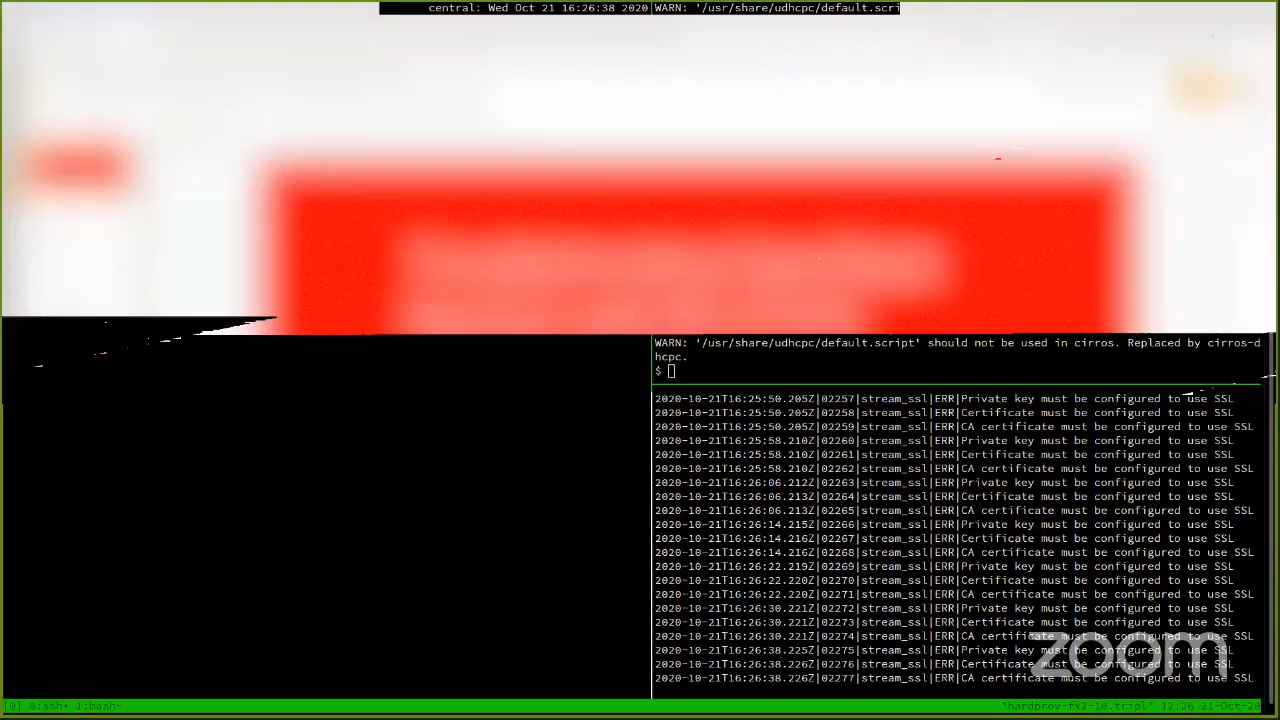 central: Wed Oct 21 16:26:38 2020
WARN: '/usr/share/udhcpc/default.scri
WARN: '/usr/share/udhcpc/default.script' should not be used in cirros. Replaced by cirros-d
hcpc.
$
2020-10-21T16:25:50.205Z|02257|stream_ssl|ERR|Private key must be configured to use SSL
2020-10-21T16:25:50.205Z|02258|stream_ssl|ERR|Certificate must be configured to use SSL
2020-10-21T16:25:50.205Z|02259|stream_ssl|ERR|CA certificate must be configured to use SSL
2020-10-21T16:25:58.210Z|02260|stream_ssl|ERR|Private key must be configured to use SSL
2020-10-21T16:25:58.210Z|02261|stream_ssl|ERR|Certificate must be configured to use SSL
2020-10-21T16:25:58.210Z|02262|stream_ssl|ERR|CA certificate must be configured to use SSL
2020-10-21T16:26:06.212Z|02263|stream_ssl|ERR|Private key must be configured to use SSL
2020-10-21T16:26:06.213Z|02264|stream_ssl|ERR|Certificate must be configured to use SSL
2020-10-21T16:26:06.213Z|02265|stream_ssl|ERR|CA certificate must be configured to use SSL
2020-10-21T16:26:14.215Z|02266|stream_ssl|ERR|Private key must be configured to use SSL
2020-10-21T16:26:14.216Z|02267|stream_ssl|ERR|Certificate must be configured to use SSL
2020-10-21T16:26:14.216Z|02268|stream_ssl|ERR|CA certificate must be configured to use SSL
2020-10-21T16:26:22.219Z|02269|stream_ssl|ERR|Private key must be configured to use SSL
2020-10-21T16:26:22.220Z|02270|stream_ssl|ERR|Certificate must be configured to use SSL
2020-10-21T16:26:22.220Z|02271|stream_ssl|ERR|CA certificate must be configured to use SSL
2020-10-21T16:26:30.221Z|02272|stream_ssl|ERR|Private key must be configured to use SSL
2020-10-21T16:26:30.221Z|02273|stream_ssl|ERR|Certificate must be configured to use SSL
2020-10-21T16:26:30.221Z|02274|stream_ssl|ERR|CA certificate must be configured to use SSL
2020-10-21T16:26:38.225Z|02275|stream_ssl|ERR|Private key must be configured to use SSL
2020-10-21T16:26:38.226Z|02276|stream_ssl|ERR|Certificate must be configured to use SSL
2020-10-21T16:26:38.226Z|02277|stream_ssl|ERR|CA certificate must be configured to use SSL
zoom
[0] 0:ssh* 1:bash- "hardprov-fx2-10.tripl" 12:26 21-Oct-20